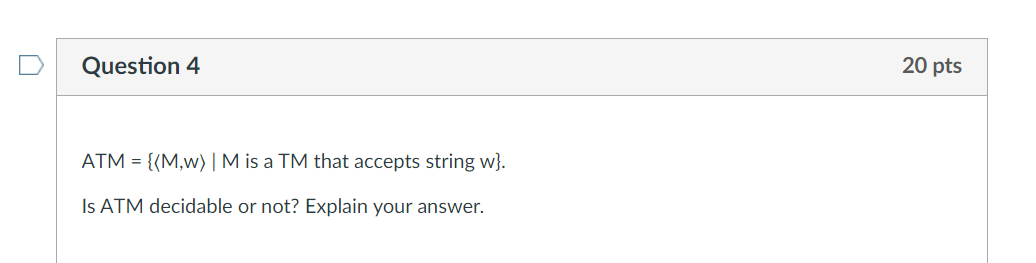 Question 4
20 pts
ATM = {⟨M,w⟩ | M is a TM that accepts string w}.
Is ATM decidable or not? Explain your answer.